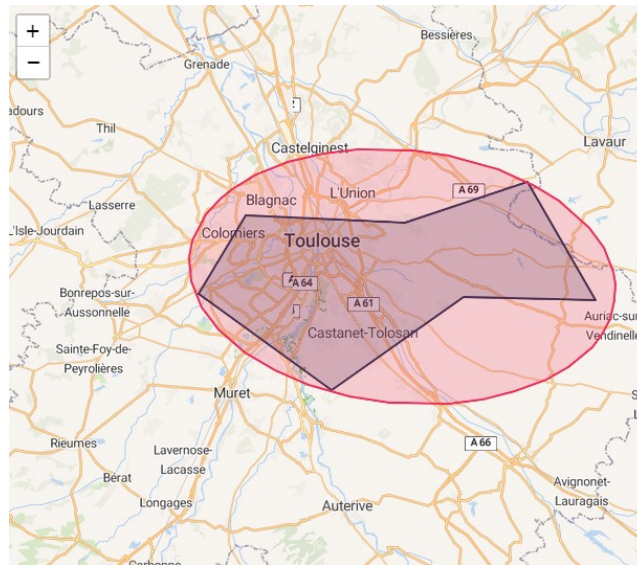 +
−
Bessières
Grenade
Lavaur
Thil
Castelginest
L'Union
A 69
Blagnac
Lasserre
Colomiers
Toulouse
L'Isle-Jourdain
A 64
Bonrepos-sur-
Aussonnelle
A 61
Auriac-sur-
Vendinelle
Castanet-Tolosan
Sainte-Foy-de-
Peyrolières
Muret
Rieumes
A 66
Lavernose-
Lacasse
Bérat
Avignonet-
Lauragais
Longages
Auterive